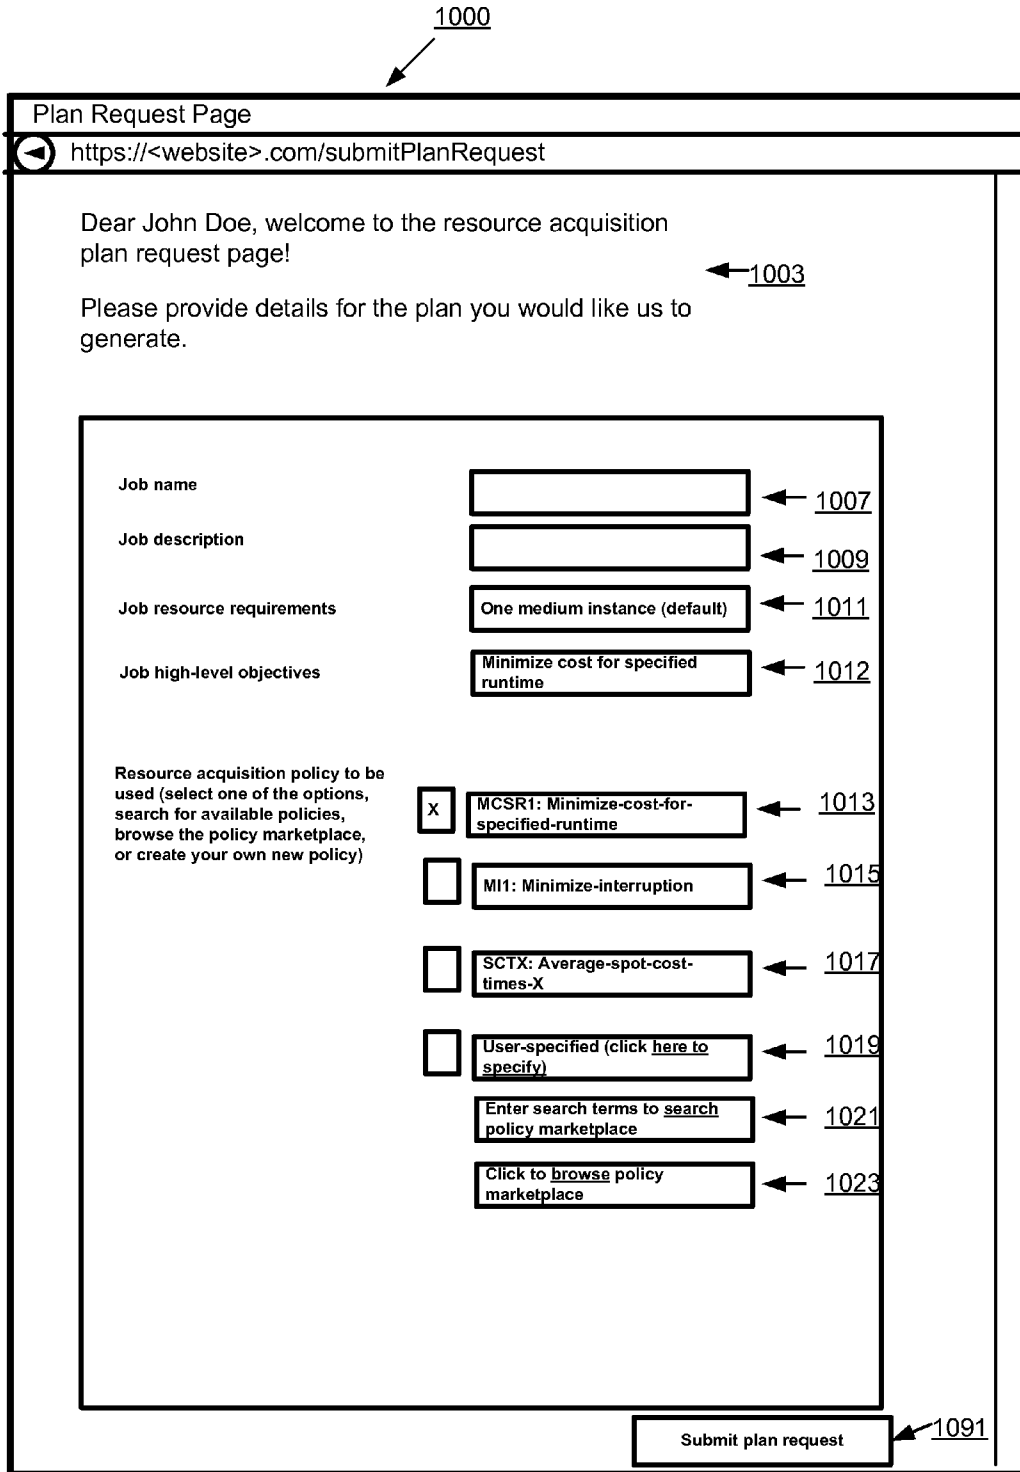 1000
Plan Request Page
https://<website>.com/submitPlanRequest
Dear John Doe, welcome to the resource acquisition
plan request page!
1003
Please provide details for the plan you would like us to
generate.
Job name
1007
Job description
1009
Job resource requirements
One medium instance (default)
1011
Job high-level objectives
Minimize cost for specified
runtime
1012
Resource acquisition policy to be
used (select one of the options,
search for available policies,
browse the policy marketplace,
or create your own new policy)
X
MCSR1: Minimize-cost-for-
specified-runtime
1013
MI1: Minimize-interruption
1015
SCTX: Average-spot-cost-
times-X
1017
User-specified (click here to
specify)
1019
Enter search terms to search
policy marketplace
1021
Click to browse policy
marketplace
1023
Submit plan request
1091